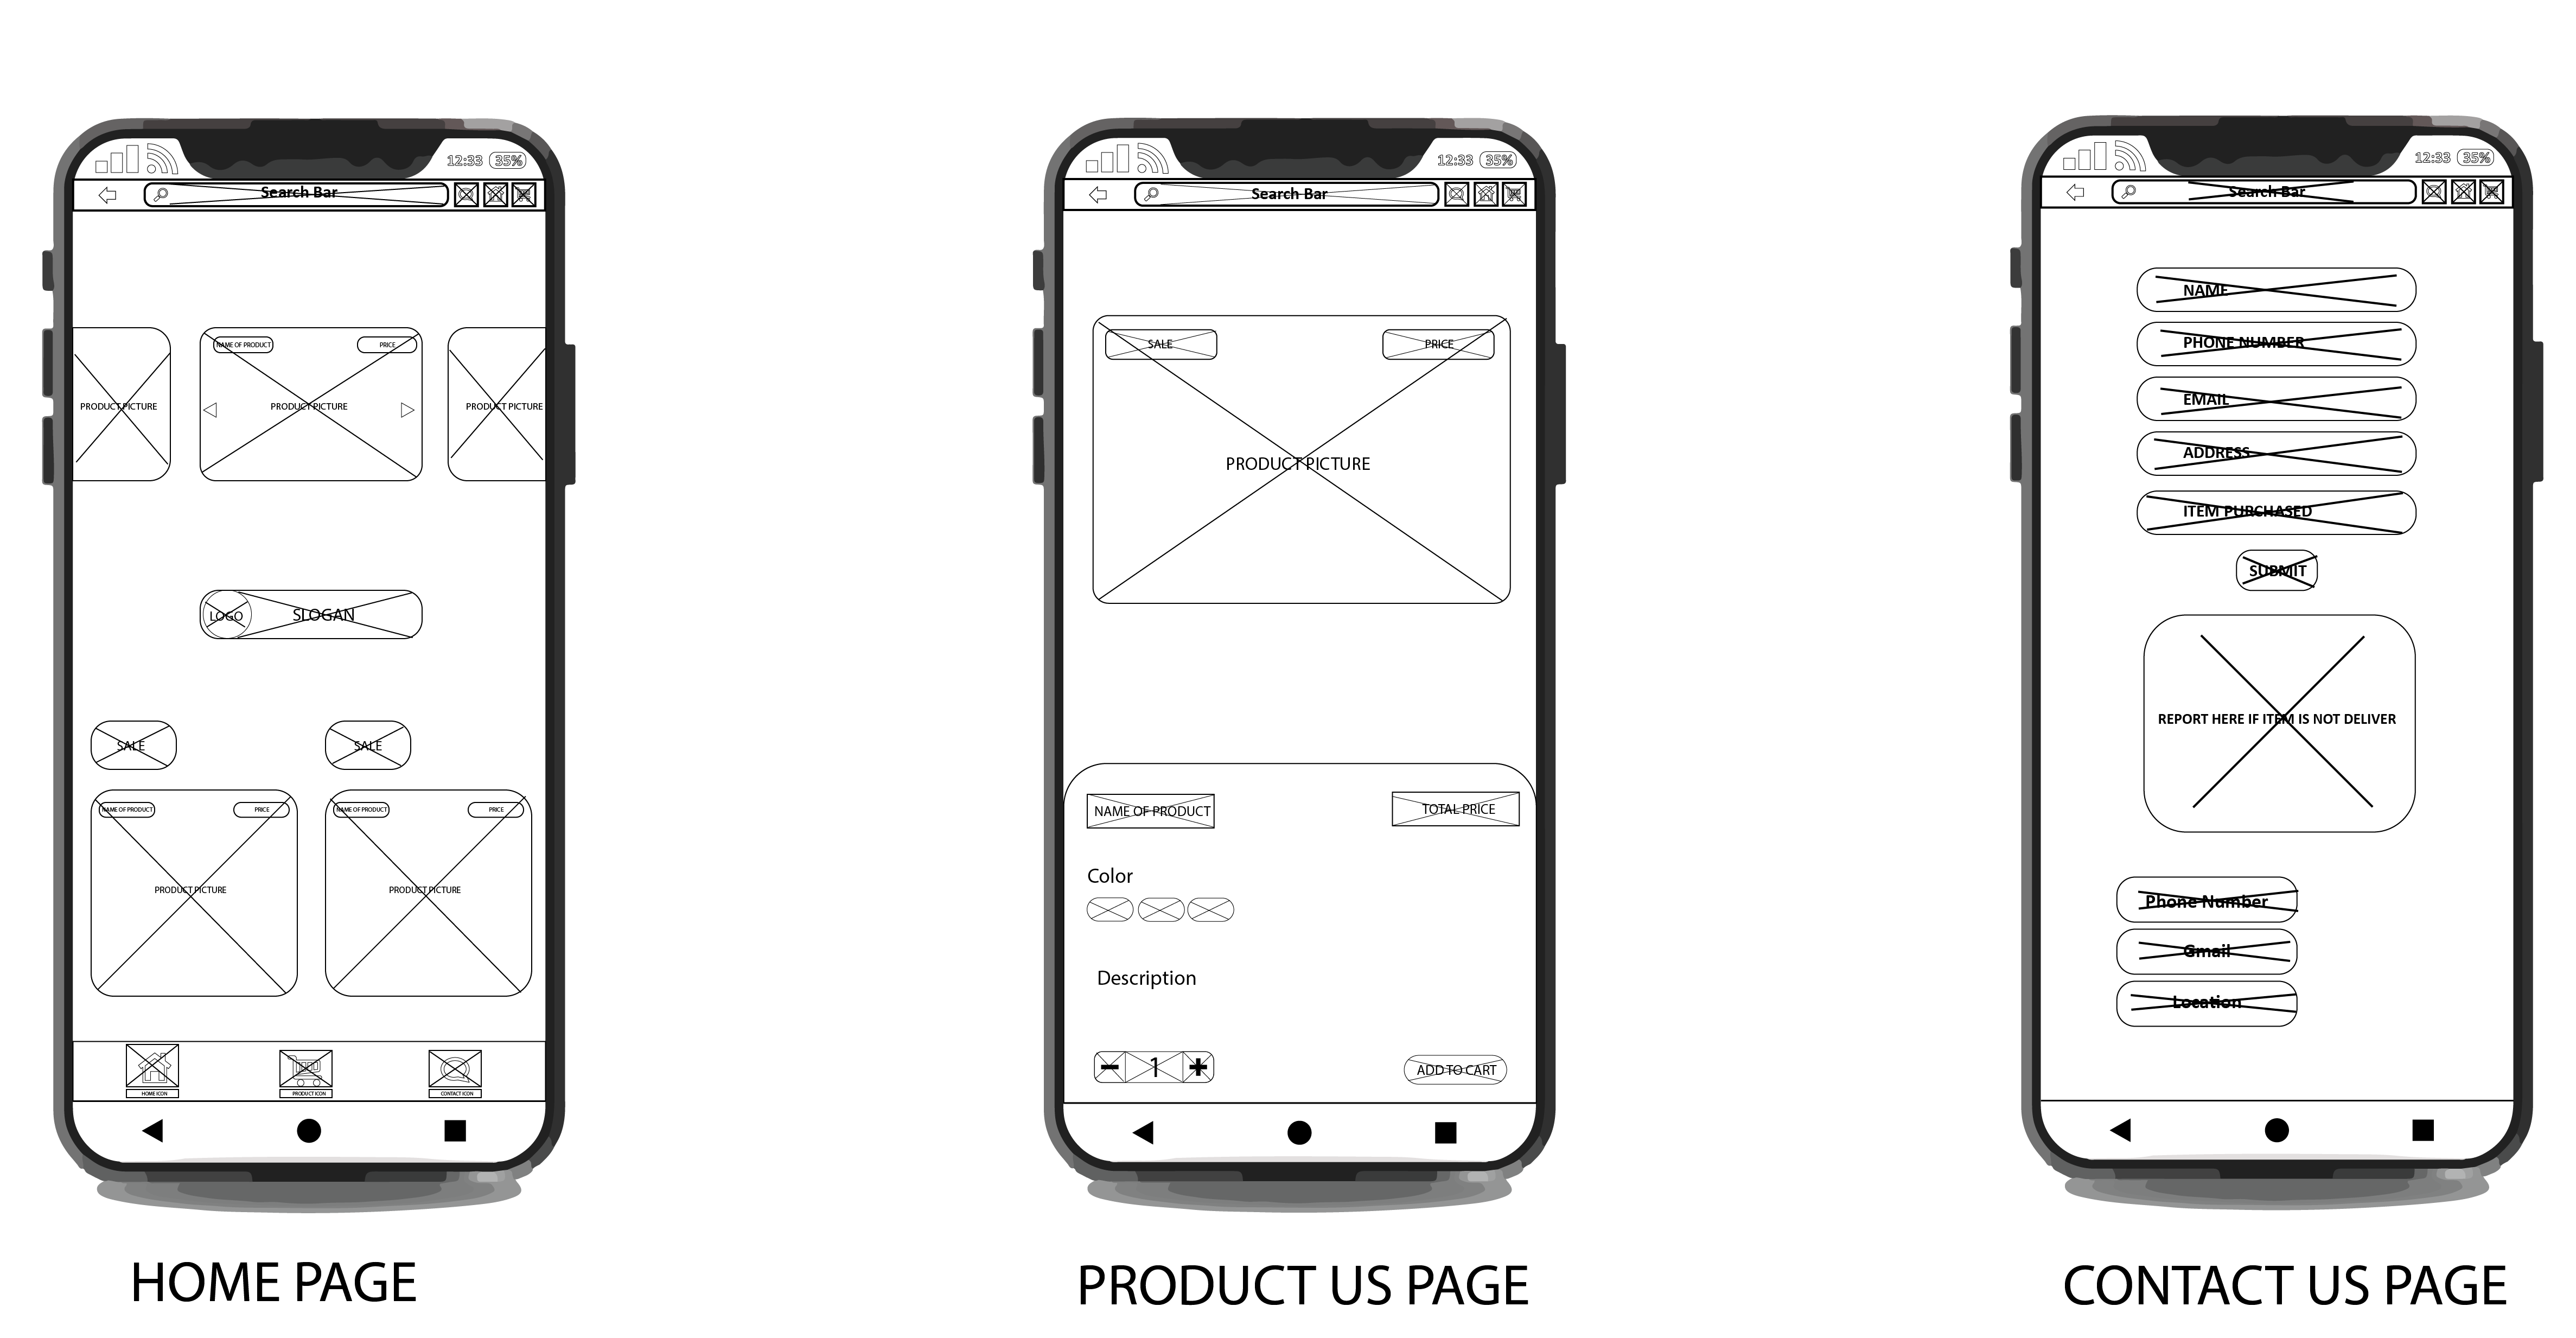 12:33 35%
Search Bar
NAME OF PRODUCT
PRICE
PRODUCT PICTURE
PRODUCT PICTURE
PRODUCT PICTURE
LOGO
SLOGAN
SALE
SALE
NAME OF PRODUCT
PRICE
NAME OF PRODUCT
PRICE
PRODUCT PICTURE
PRODUCT PICTURE
HOME ICON
PRODUCT ICON
CONTACT ICON
HOME PAGE
12:33 35%
Search Bar
SALE
PRICE
PRODUCT PICTURE
NAME OF PRODUCT
TOTAL PRICE
Color
Description
1
ADD TO CART
PRODUCT US PAGE
12:33 35%
Search Bar
NAME
PHONE NUMBER
EMAIL
ADDRESS
ITEM PURCHASED
SUBMIT
REPORT HERE IF ITEM IS NOT DELIVER
Phone Number
Gmail
Location
CONTACT US PAGE